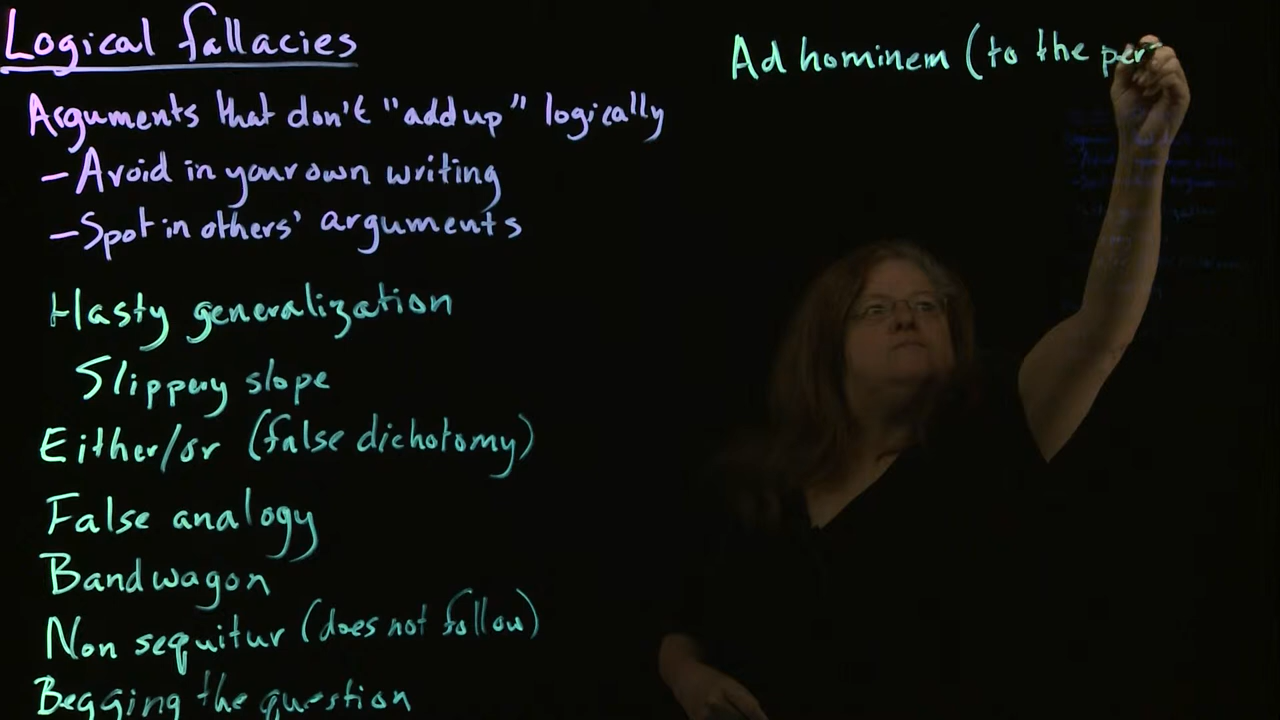 Logical fallacies
Arguments that don't "add up" logically
- Avoid in your own writing
- Spot in others' arguments
Hasty generalization
Slippery slope
Either/or (false dichotomy)
False analogy
Bandwagon
Non sequitur (does not follow)
Begging the question
Ad hominem (to the per